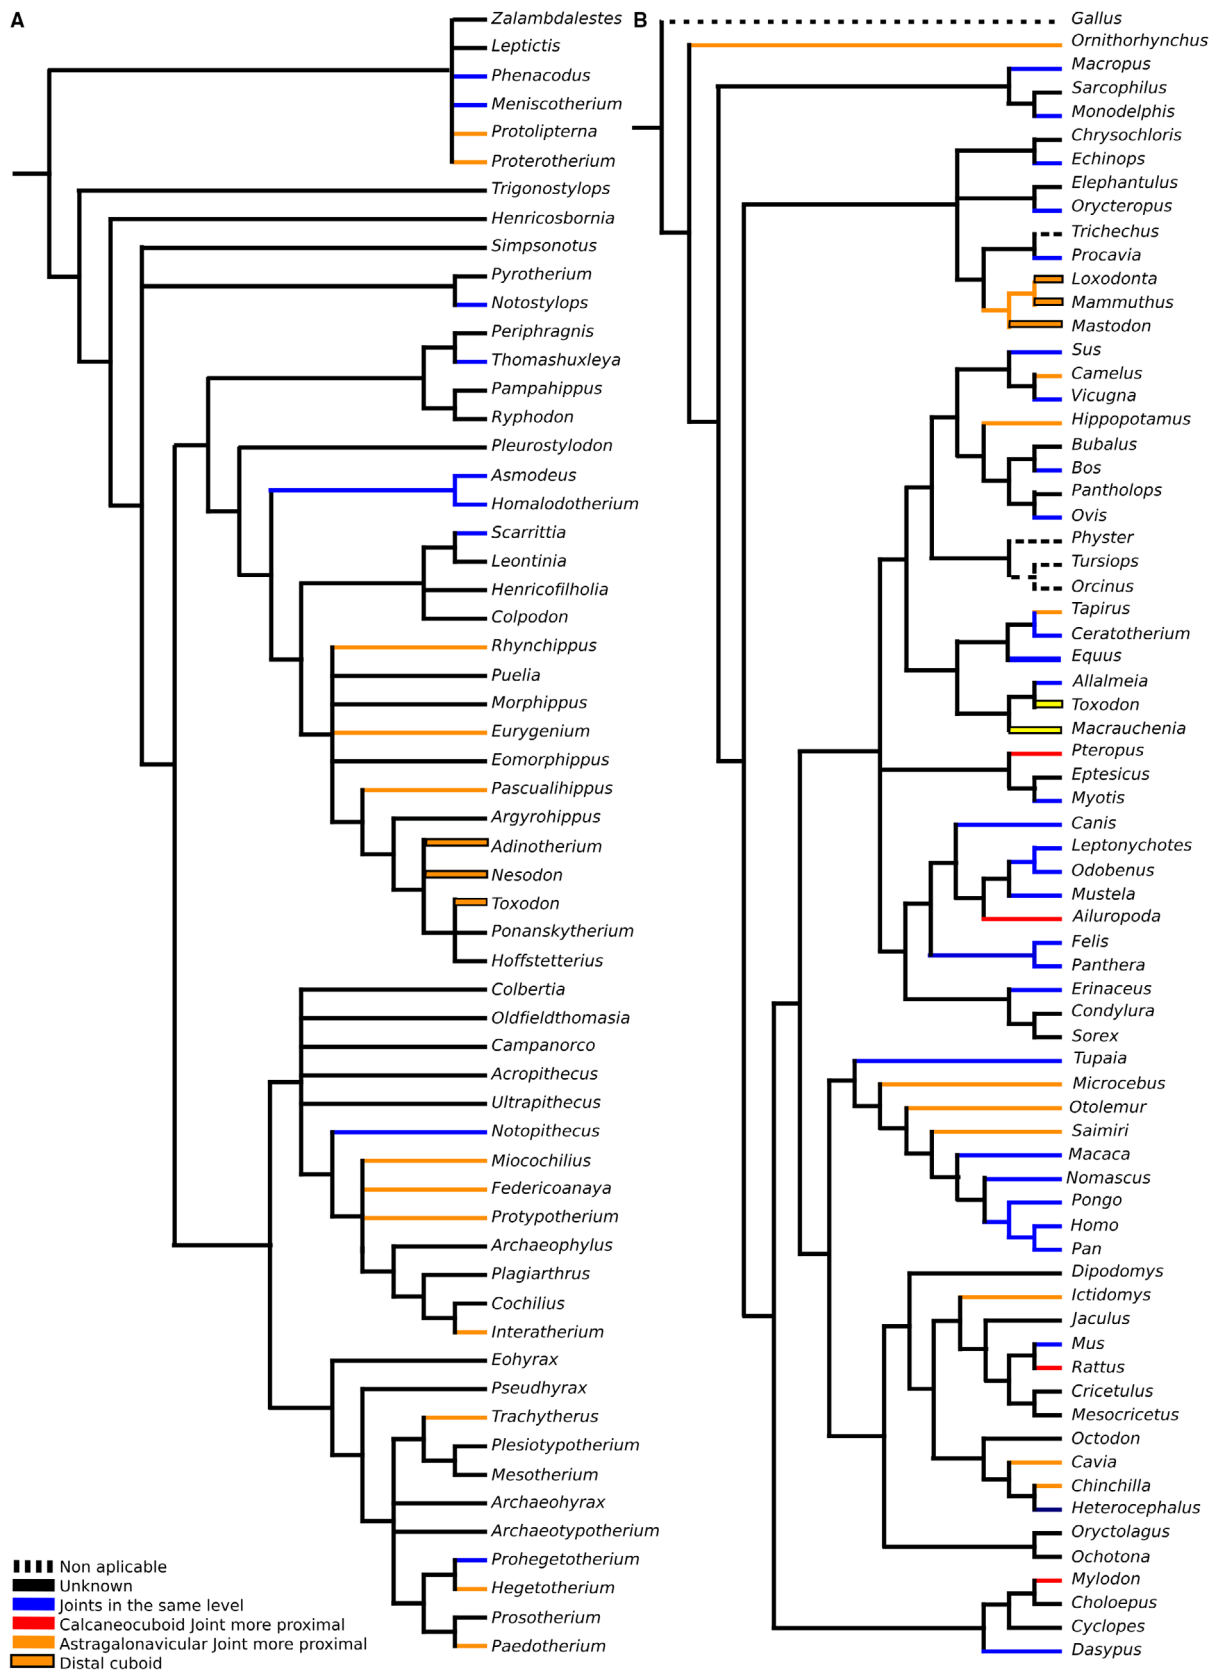 A
Zalambdalestes
Leptictis
Phenacodus
Meniscotherium
Protolipterna
Proterotherium
Trigonostylops
Henricosbornia
Simpsonotus
Pyrotherium
Notostylops
Periphragnis
Thomashuxleya
Pampahippus
Ryphodon
Pleurostylodon
Asmodeus
Homalodotherium
Scarrittia
Leontinia
Henricofilholia
Colpodon
Rhynchippus
Puelia
Morphippus
Eurygenium
Eomorphippus
Pascualihippus
Argyrohippus
Adinotherium
Nesodon
Toxodon
Ponanskytherium
Hoffstetterius
Colbertia
Oldfieldthomasia
Campanorco
Acropithecus
Ultrapithecus
Notopithecus
Miocochilius
Federicoanaya
Protypotherium
Archaeophylus
Plagiarthrus
Cochilius
Interatherium
Eohyrax
Pseudhyrax
Trachytherus
Plesiotypotherium
Mesotherium
Archaeohyrax
Archaeotypotherium
Prohegetotherium
Hegetotherium
Prosotherium
Paedotherium
Non aplicable
Unknown
Joints in the same level
Calcaneocuboid Joint more proximal
Astragalonavicular Joint more proximal
Distal cuboid
B
Gallus
Ornithorhynchus
Macropus
Sarcophilus
Monodelphis
Chrysochloris
Echinops
Elephantulus
Orycteropus
Trichechus
Procavia
Loxodonta
Mammuthus
Mastodon
Sus
Camelus
Vicugna
Hippopotamus
Bubalus
Bos
Pantholops
Ovis
Physter
Tursiops
Orcinus
Tapirus
Ceratotherium
Equus
Allalmeia
Toxodon
Macrauchenia
Pteropus
Eptesicus
Myotis
Canis
Leptonychotes
Odobenus
Mustela
Ailuropoda
Felis
Panthera
Erinaceus
Condylura
Sorex
Tupaia
Microcebus
Otolemur
Saimiri
Macaca
Nomascus
Pongo
Homo
Pan
Dipodomys
Ictidomys
Jaculus
Mus
Rattus
Cricetulus
Mesocricetus
Octodon
Cavia
Chinchilla
Heterocephalus
Oryctolagus
Ochotona
Mylodon
Choloepus
Cyclopes
Dasypus